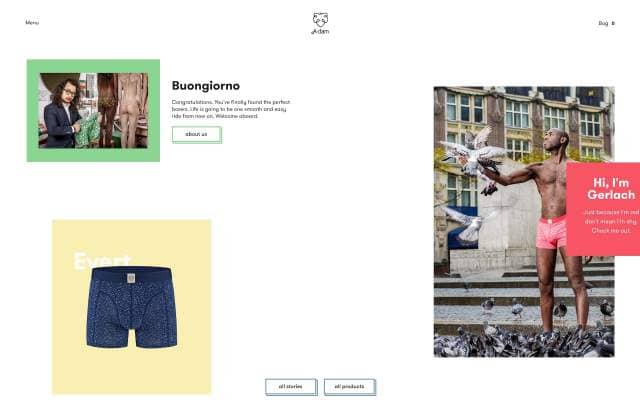 Menu
A-dam
Bag 0
Buongiorno
Congratulations. You've finally found the perfect
boxers. Life is going to be one smooth and easy
ride from now on. Welcome aboard.
about us
Hi, I'm
Gerlach
Just because I'm red
don't mean I'm shy.
Check me out.
Evert
all stories
all products